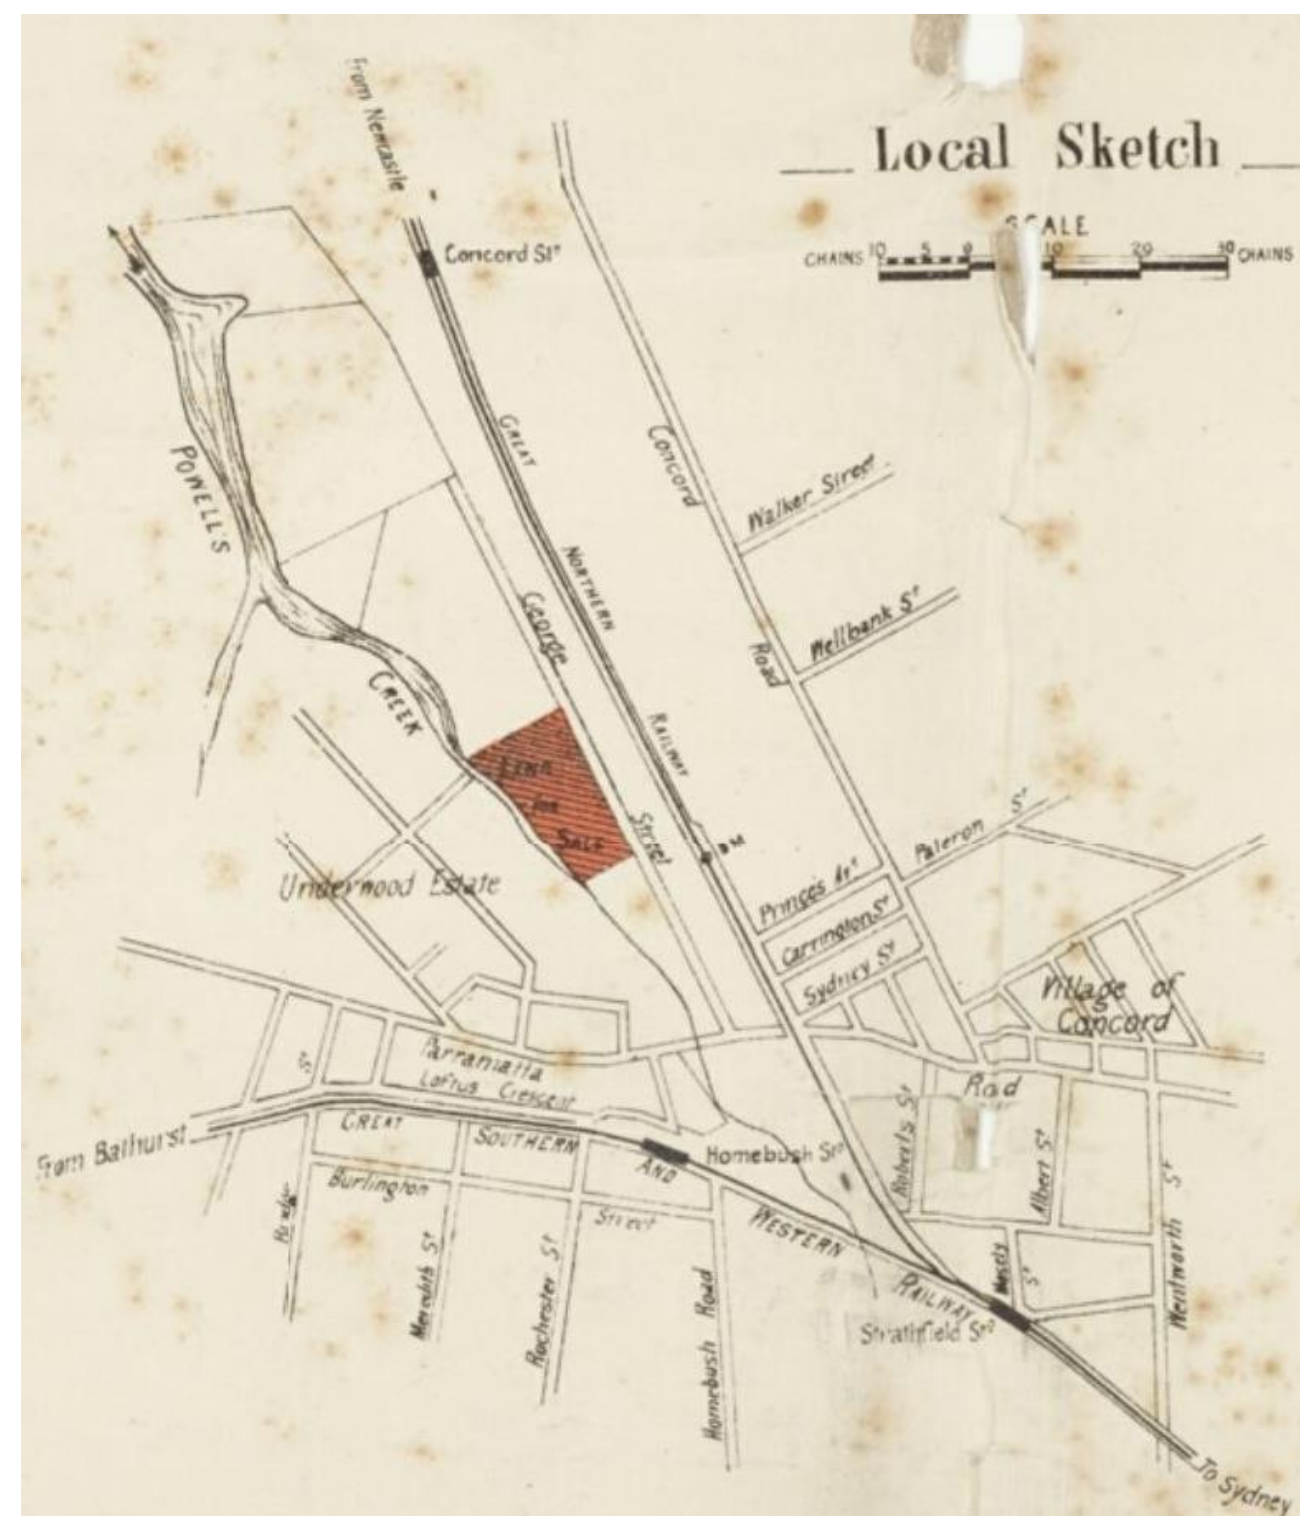 Local Sketch
SCALE
CHAINS 10 5 0 10 20 30 CHAINS
From Newcastle
Concord Stn
GREAT
NORTHERN
RAILWAY
Concord
Road
Walker Street
Wellbank St
POWELL'S
CREEK
George
Street
LAND
for
SALE
B M
Underwood Estate
Princes
Carrington St
Sydney St
St
Village of
Concord
Parramatta
Road
Loftus Crescent
St
From Bathurst
GREAT
SOUTHERN
AND
WESTERN
RAILWAY
Homebush Stn
Burlington
Street
Meredith St
Rochester St
Homebush Road
Roberts St
Albert St
St
Wentworth St
Strathfield Stn
To Sydney